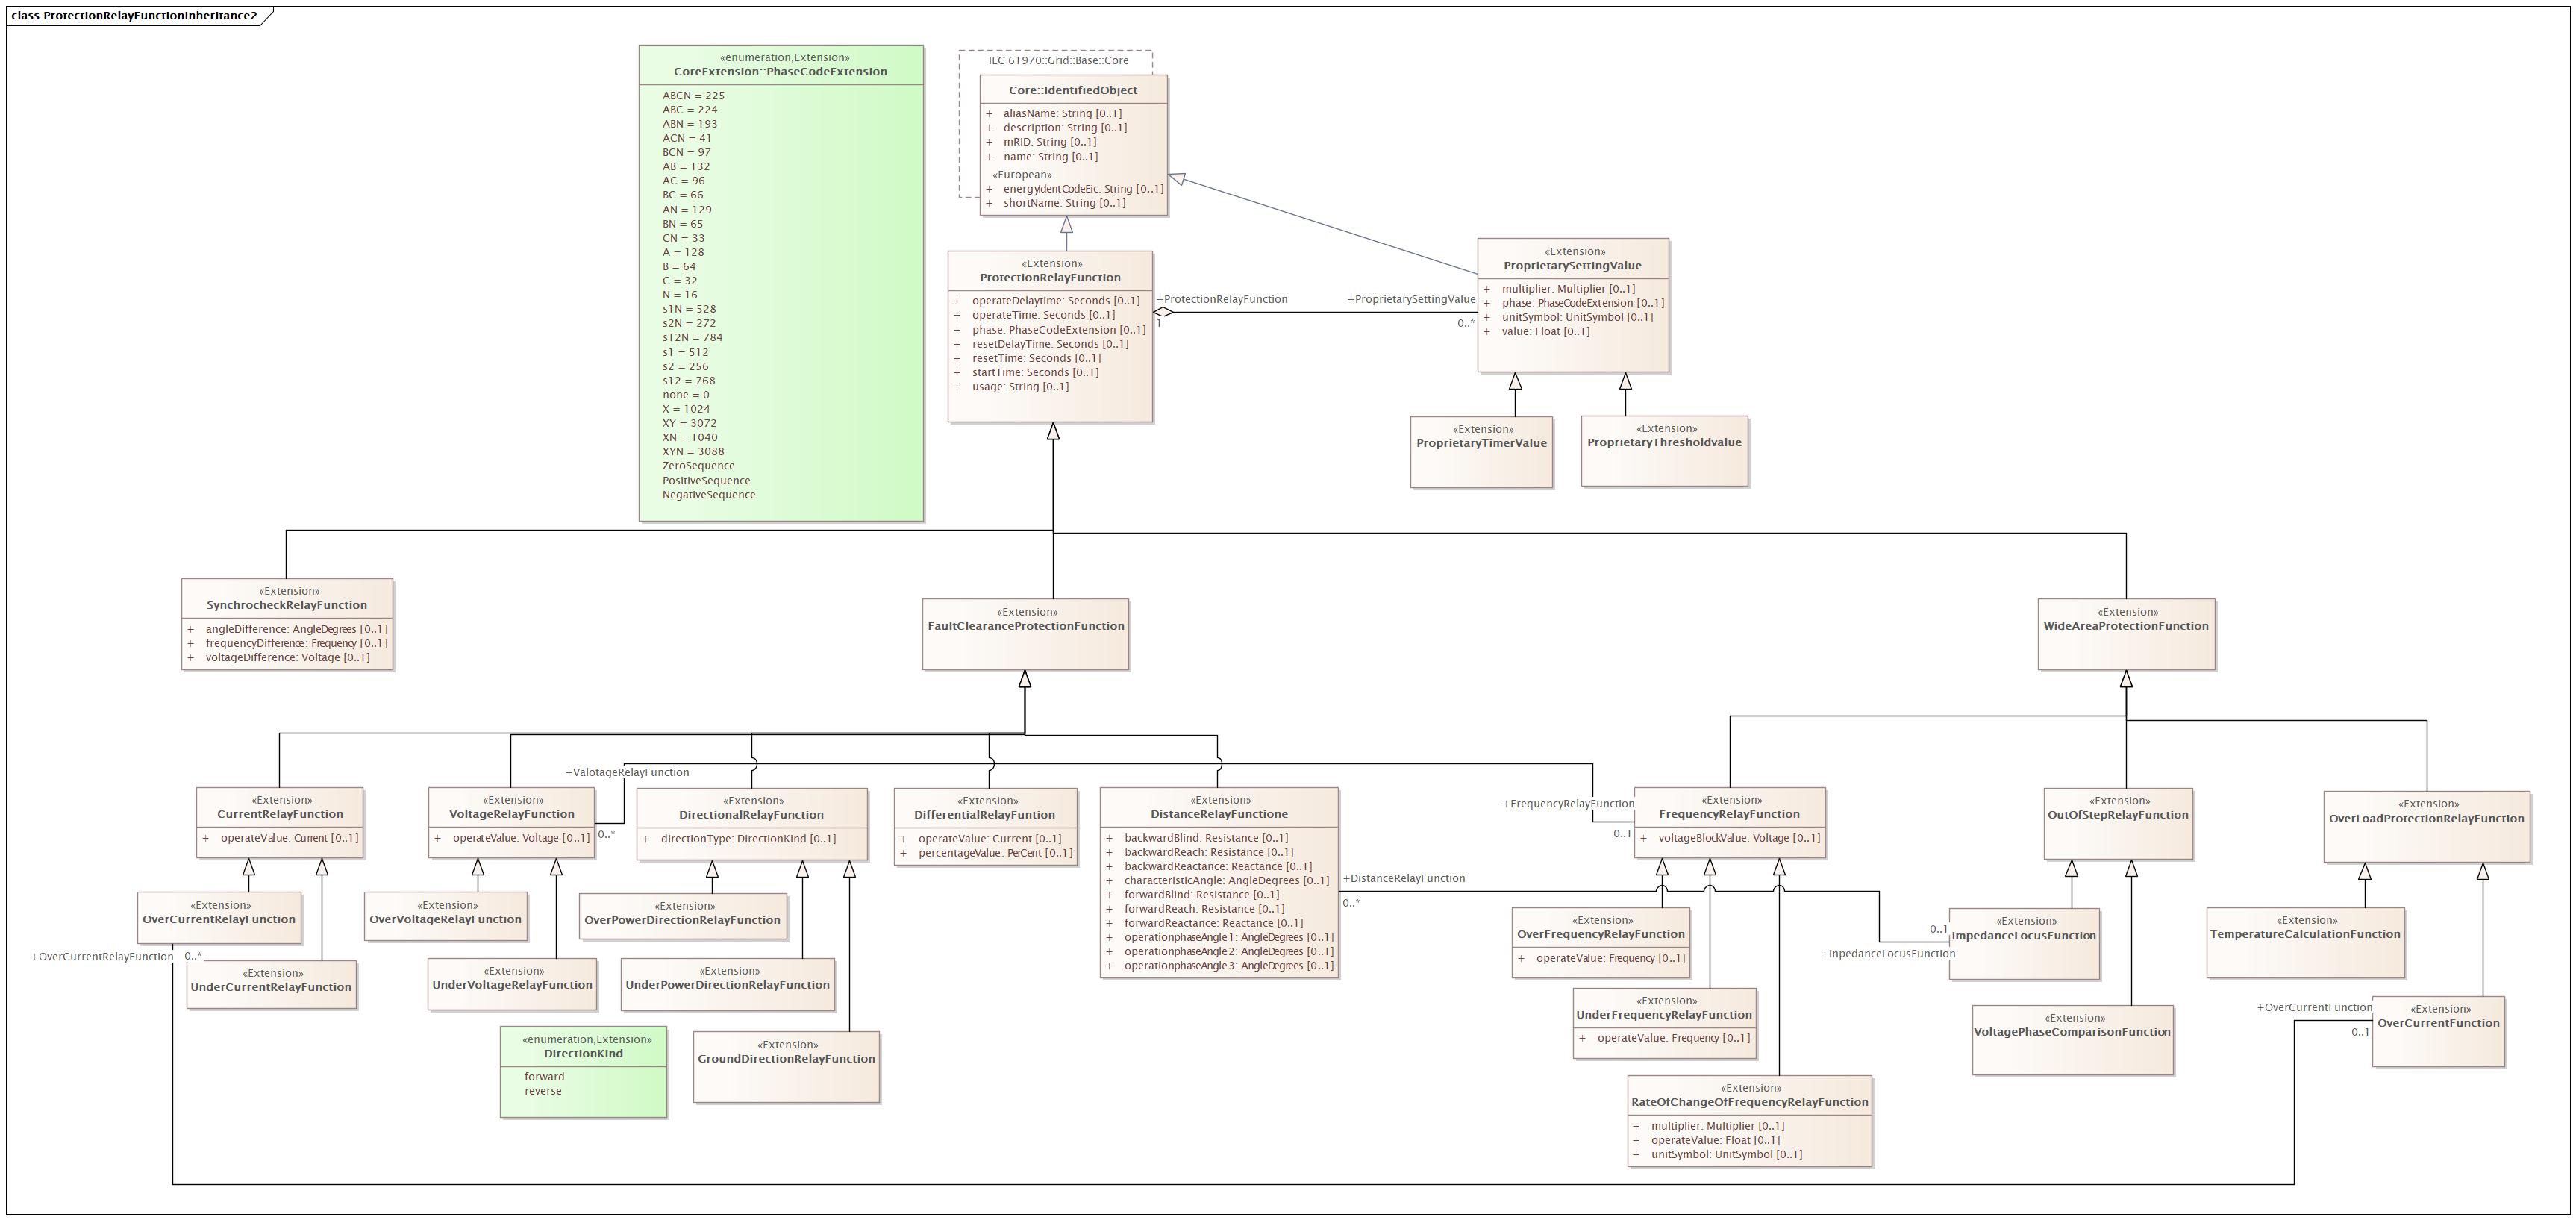 class ProtectionRelayFunctionInheritance2
«enumeration,Extension»
CoreExtension::PhaseCodeExtension
ABCN = 225
ABC = 224
ABN = 193
ACN = 41
BCN = 97
AB = 132
AC = 96
BC = 66
AN = 129
BN = 65
CN = 33
A = 128
B = 64
C = 32
N = 16
s1N = 528
s2N = 272
s12N = 784
s1 = 512
s2 = 256
s12 = 768
none = 0
X = 1024
XY = 3072
XN = 1040
XYN = 3088
ZeroSequence
PositiveSequence
NegativeSequence
IEC 61970::Grid::Base::Core
Core::IdentifiedObject
+ aliasName: String [0..1]
+ description: String [0..1]
+ mRID: String [0..1]
+ name: String [0..1]
«European»
+ energyIdentCodeEic: String [0..1]
+ shortName: String [0..1]
«Extension»
ProtectionRelayFunction
+ operateDelaytime: Seconds [0..1]
+ operateTime: Seconds [0..1]
+ phase: PhaseCodeExtension [0..1]
+ resetDelayTime: Seconds [0..1]
+ resetTime: Seconds [0..1]
+ startTime: Seconds [0..1]
+ usage: String [0..1]
+ProtectionRelayFunction
1
+ProprietarySettingValue
0..*
«Extension»
ProprietarySettingValue
+ multiplier: Multiplier [0..1]
+ phase: PhaseCodeExtension [0..1]
+ unitSymbol: UnitSymbol [0..1]
+ value: Float [0..1]
«Extension»
ProprietaryTimerValue
«Extension»
ProprietaryThresholdvalue
«Extension»
SynchrocheckRelayFunction
+ angleDifference: AngleDegrees [0..1]
+ frequencyDifference: Frequency [0..1]
+ voltageDifference: Voltage [0..1]
«Extension»
FaultClearanceProtectionFunction
«Extension»
WideAreaProtectionFunction
«Extension»
CurrentRelayFunction
+ operateValue: Current [0..1]
«Extension»
VoltageRelayFunction
+ operateValue: Voltage [0..1]
+ValotageRelayFunction
0..*
«Extension»
DirectionalRelayFunction
+ directionType: DirectionKind [0..1]
«Extension»
DifferentialRelayFuntion
+ operateValue: Current [0..1]
+ percentageValue: PerCent [0..1]
«Extension»
DistanceRelayFunctione
+ backwardBlind: Resistance [0..1]
+ backwardReach: Resistance [0..1]
+ backwardReactance: Reactance [0..1]
+ characteristicAngle: AngleDegrees [0..1]
+ forwardBlind: Resistance [0..1]
+ forwardReach: Resistance [0..1]
+ forwardReactance: Reactance [0..1]
+ operationphaseAngle1: AngleDegrees [0..1]
+ operationphaseAngle2: AngleDegrees [0..1]
+ operationphaseAngle3: AngleDegrees [0..1]
+DistanceRelayFunction
0..*
+FrequencyRelayFunction
0..1
«Extension»
FrequencyRelayFunction
+ voltageBlockValue: Voltage [0..1]
«Extension»
OutOfStepRelayFunction
«Extension»
OverLoadProtectionRelayFunction
«Extension»
OverCurrentRelayFunction
+OverCurrentRelayFunction
0..*
«Extension»
UnderCurrentRelayFunction
«Extension»
OverVoltageRelayFunction
«Extension»
UnderVoltageRelayFunction
«Extension»
OverPowerDirectionRelayFunction
«Extension»
UnderPowerDirectionRelayFunction
«Extension»
GroundDirectionRelayFunction
«enumeration,Extension»
DirectionKind
forward
reverse
«Extension»
OverFrequencyRelayFunction
+ operateValue: Frequency [0..1]
«Extension»
UnderFrequencyRelayFunction
+ operateValue: Frequency [0..1]
«Extension»
RateOfChangeOfFrequencyRelayFunction
+ multiplier: Multiplier [0..1]
+ operateValue: Float [0..1]
+ unitSymbol: UnitSymbol [0..1]
0..1
+InpedanceLocusFunction
«Extension»
ImpedanceLocusFunction
«Extension»
VoltagePhaseComparisonFunction
«Extension»
TemperatureCalculationFunction
+OverCurrentFunction
0..1
«Extension»
OverCurrentFunction